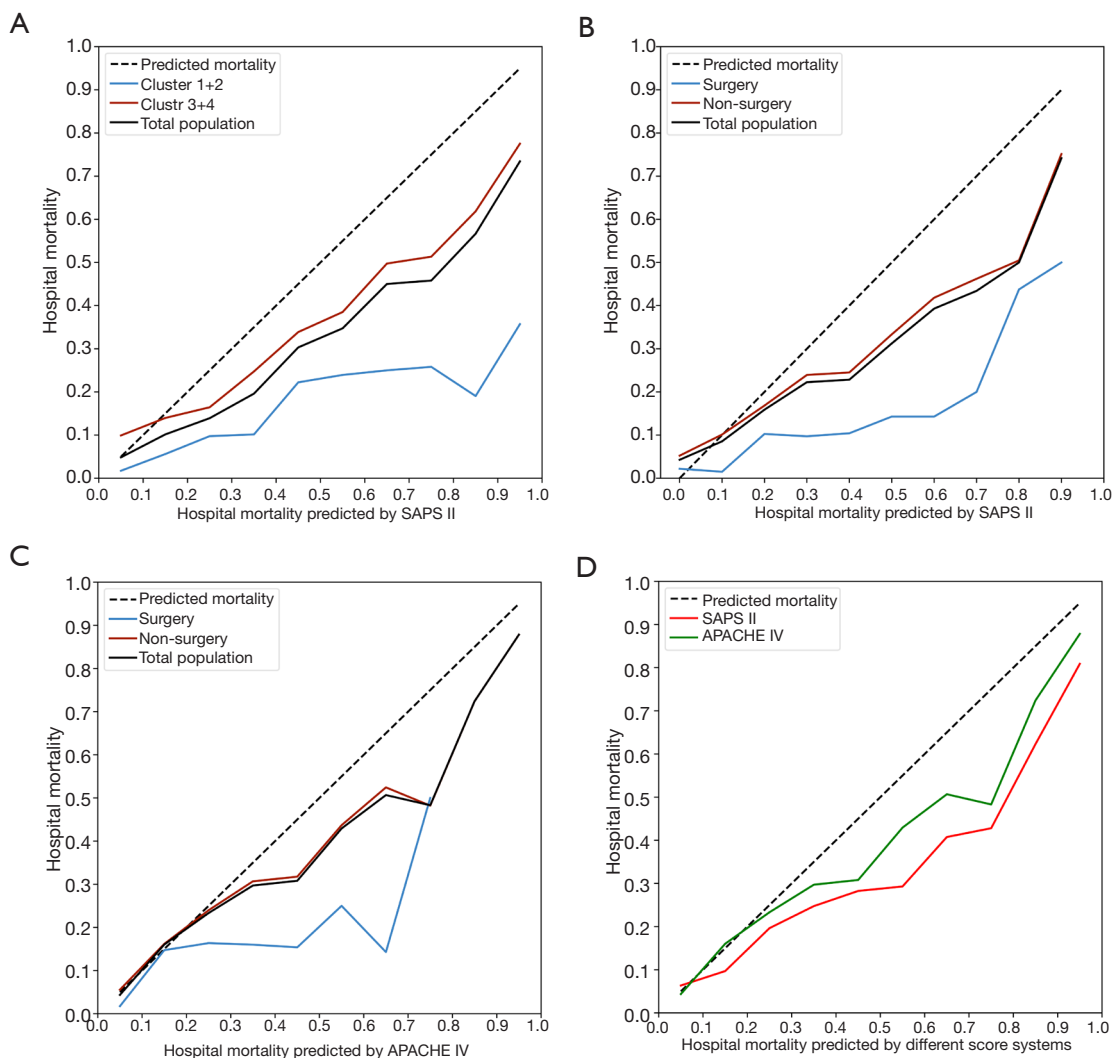 A
Predicted mortality
Cluster 1+2
Clustr 3+4
Total population
1.0
0.9
0.8
0.7
0.6
0.5
0.4
0.3
0.2
0.1
0.0
Hospital mortality
0.0 0.1 0.2 0.3 0.4 0.5 0.6 0.7 0.8 0.9 1.0
Hospital mortality predicted by SAPS II
B
Predicted mortality
Surgery
Non-surgery
Total population
1.0
0.9
0.8
0.7
0.6
0.5
0.4
0.3
0.2
0.1
0.0
Hospital mortality
0.0 0.1 0.2 0.3 0.4 0.5 0.6 0.7 0.8 0.9 1.0
Hospital mortality predicted by SAPS II
C
Predicted mortality
Surgery
Non-surgery
Total population
1.0
0.9
0.8
0.7
0.6
0.5
0.4
0.3
0.2
0.1
0.0
Hospital mortality
0.0 0.1 0.2 0.3 0.4 0.5 0.6 0.7 0.8 0.9 1.0
Hospital mortality predicted by APACHE IV
D
Predicted mortality
SAPS II
APACHE IV
1.0
0.9
0.8
0.7
0.6
0.5
0.4
0.3
0.2
0.1
0.0
Hospital mortality
0.0 0.1 0.2 0.3 0.4 0.5 0.6 0.7 0.8 0.9 1.0
Hospital mortality predicted by different score systems